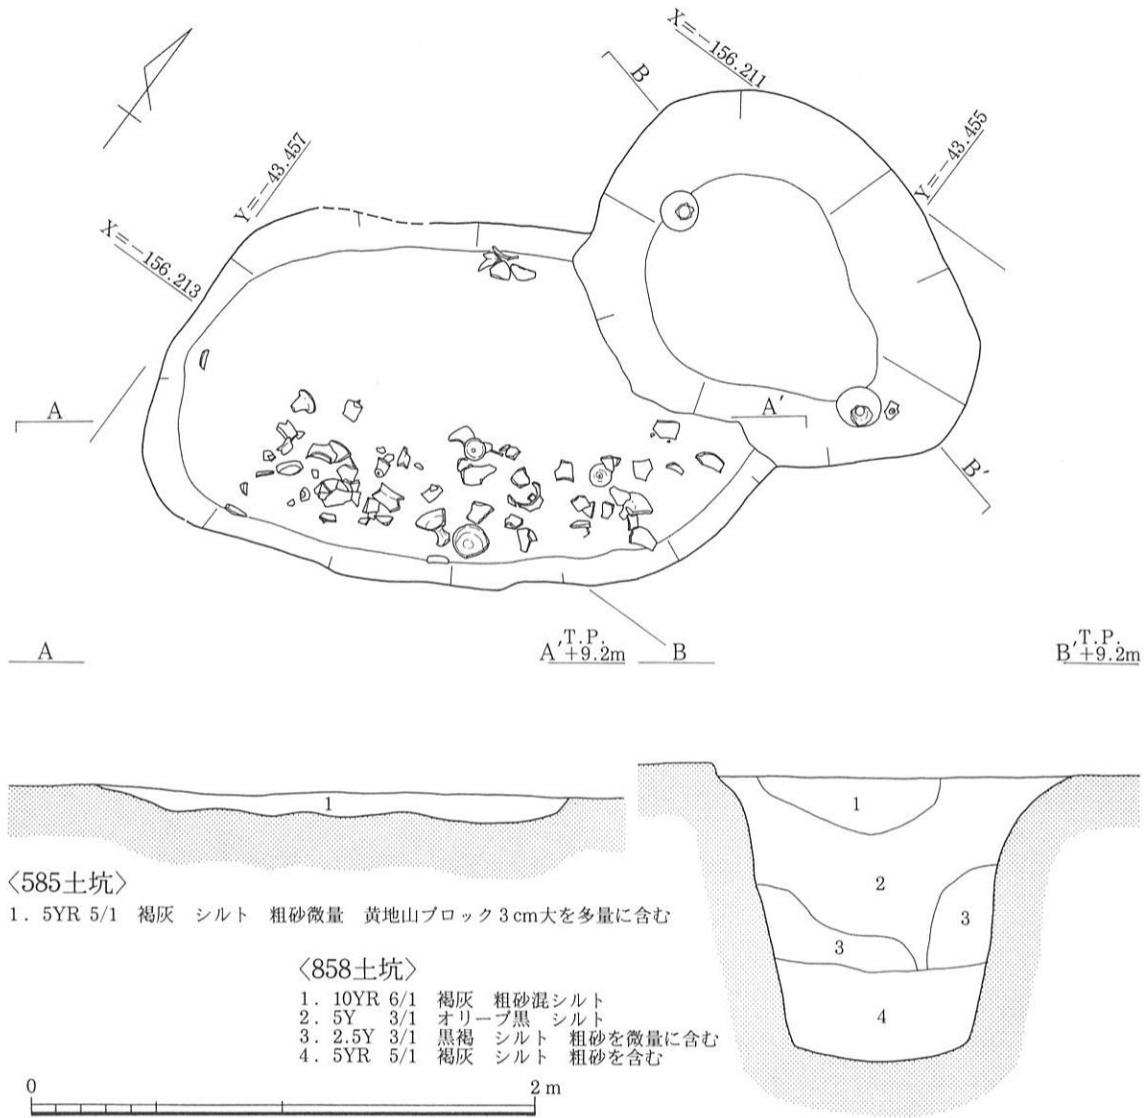 X=-156.211
B
Y=-43.455
Y=-43.457
X=-156.213
A
A'
B'
B
A
A' T.P. +9.2m
B
B' T.P. +9.2m
1
1
2
3
3
4
〈585土坑〉
1. 5YR 5/1 褐灰 シルト 粗砂微量 黄地山ブロック3cm大を多量に含む
〈858土坑〉
1. 10YR 6/1 褐灰 粗砂混シルト
2. 5Y 3/1 オリーブ黒 シルト
3. 2.5Y 3/1 黒褐 シルト 粗砂を微量に含む
4. 5YR 5/1 褐灰 シルト 粗砂を含む
0 2m